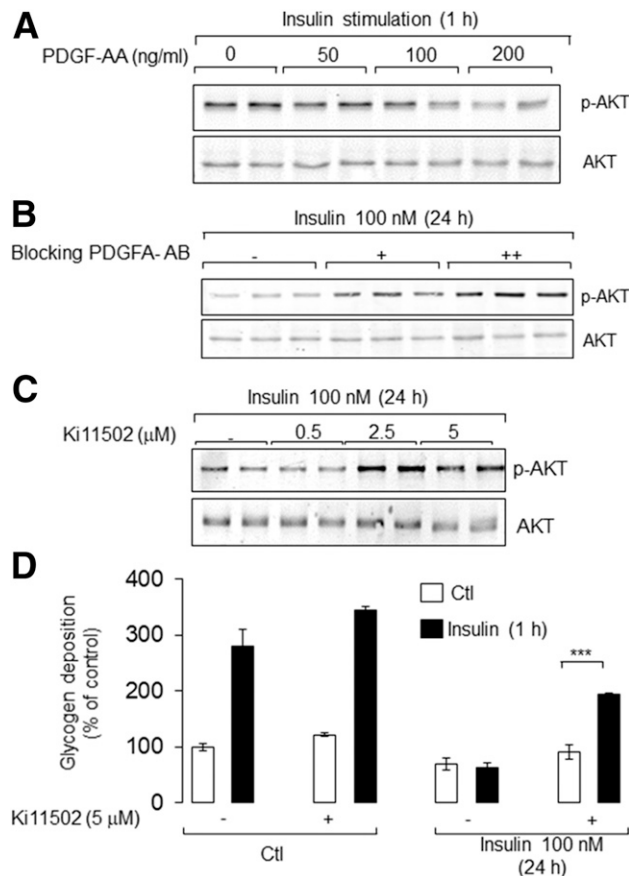 A
Insulin stimulation (1 h)
PDGF-AA (ng/ml) 0 50 100 200
p-AKT
AKT
B
Insulin 100 nM (24 h)
Blocking PDGFA- AB - + ++
p-AKT
AKT
C
Insulin 100 nM (24 h)
Ki11502 (μM) - 0.5 2.5 5
p-AKT
AKT
D
Glycogen deposition
(% of control)
400
300
200
100
0
Ctl
Insulin (1 h)
***
Ki11502 (5 μM) - + - +
Ctl Insulin 100 nM
(24 h)